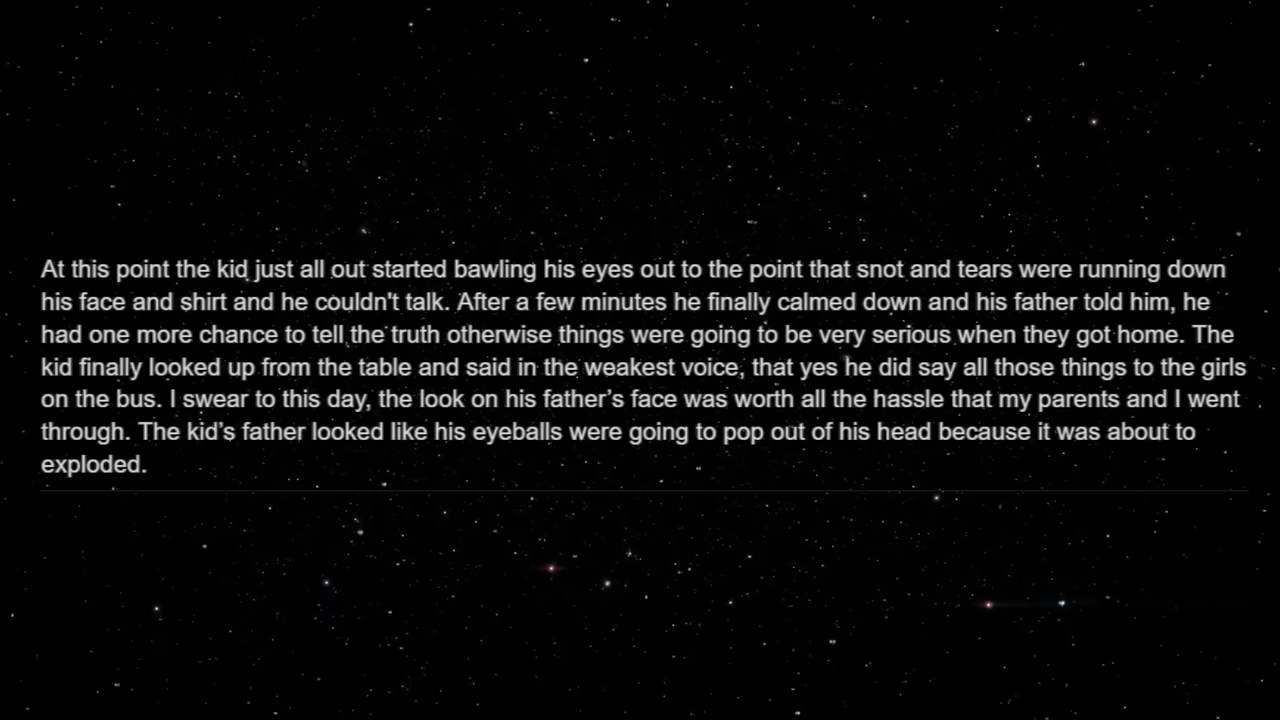 At this point the kid just all out started bawling his eyes out to the point that snot and tears were running down
his face and shirt and he couldn't talk. After a few minutes he finally calmed down and his father told him, he
had one more chance to tell the truth otherwise things were going to be very serious when they got home. The
kid finally looked up from the table and said in the weakest voice, that yes he did say all those things to the girls
on the bus. I swear to this day, the look on his father’s face was worth all the hassle that my parents and I went
through. The kid’s father looked like his eyeballs were going to pop out of his head because it was about to
exploded.